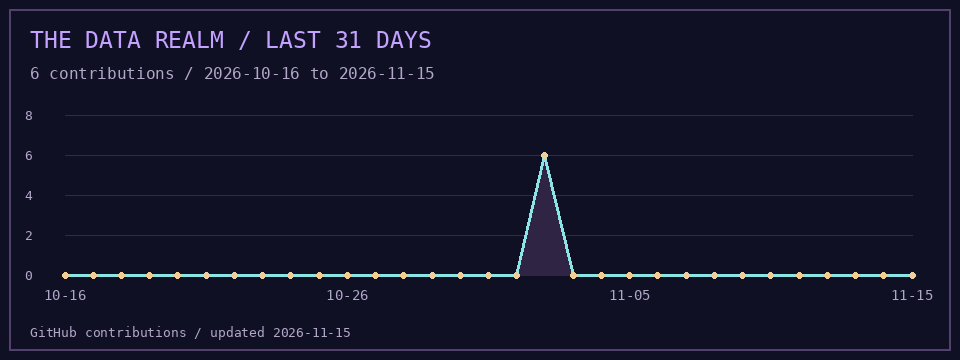 THE DATA REALM / LAST 31 DAYS
6 contributions / 2026-10-16 to 2026-11-15
8
6
4
2
0
10-16 10-26 11-05 11-15
GitHub contributions / updated 2026-11-15